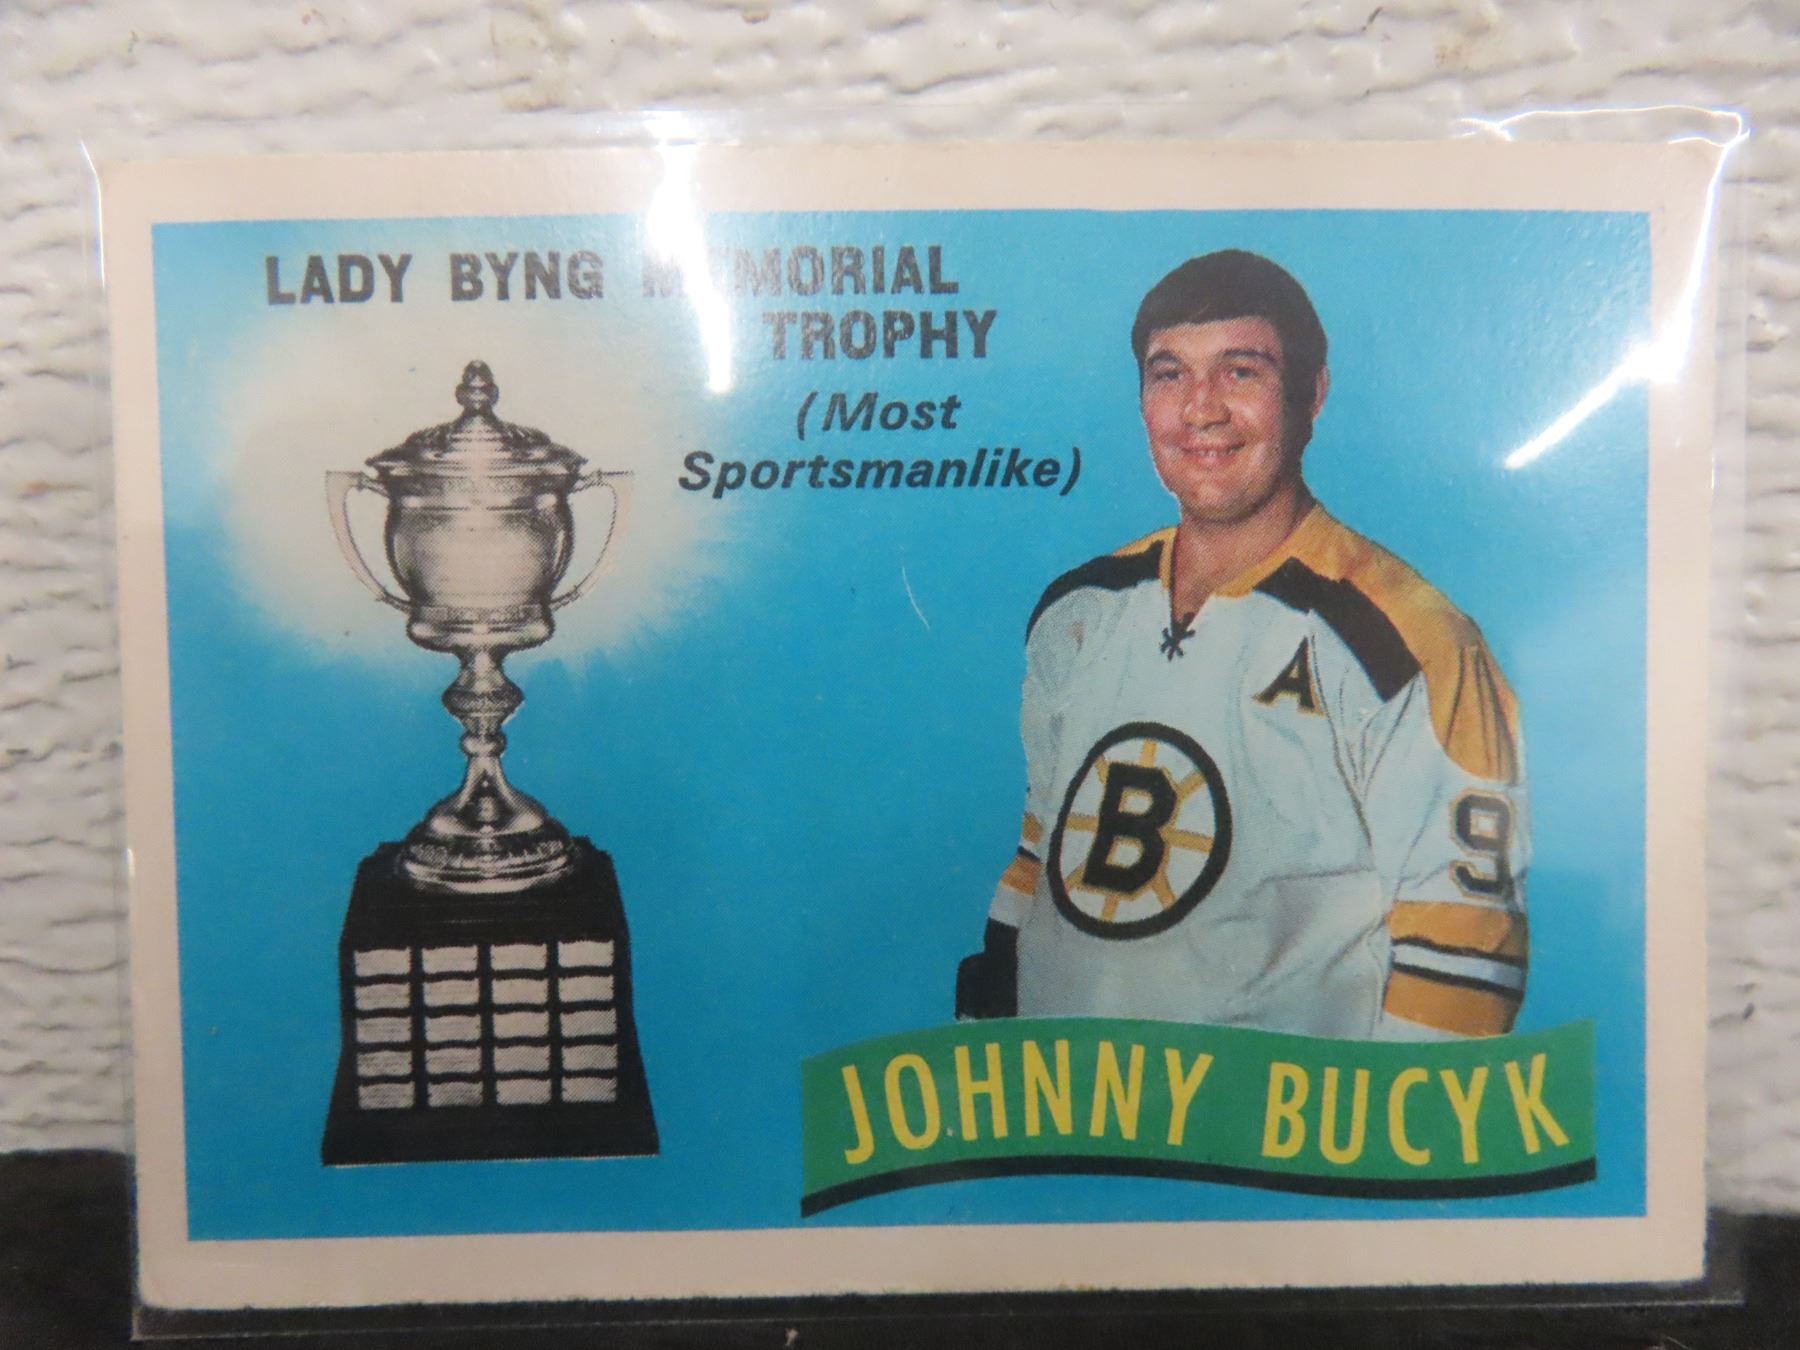 LADY BYNG MEMORIAL
TROPHY
(Most
Sportsmanlike)
A
B
9
JOHNNY BUCYK